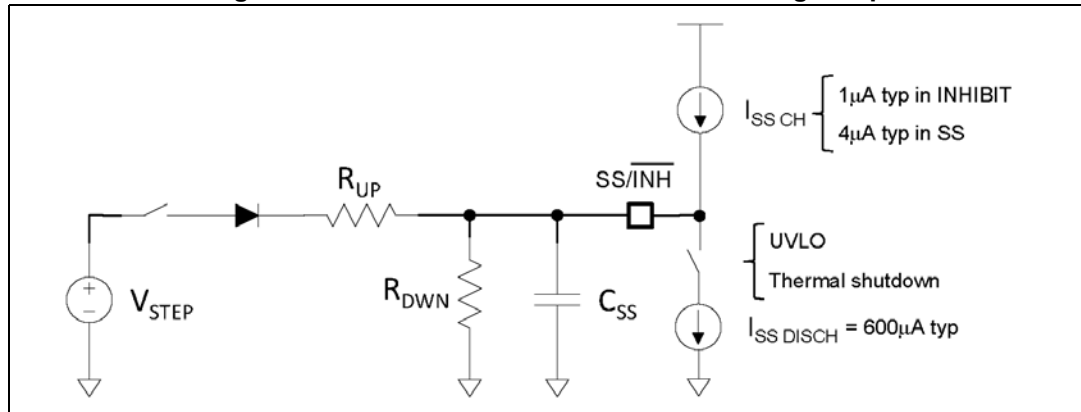 1μA typ in INHIBIT
I_SS CH
4μA typ in SS
R_UP
SS/INH
UVLO
Thermal shutdown
R_DWN
C_SS
V_STEP
+
−
I_SS DISCH = 600μA typ